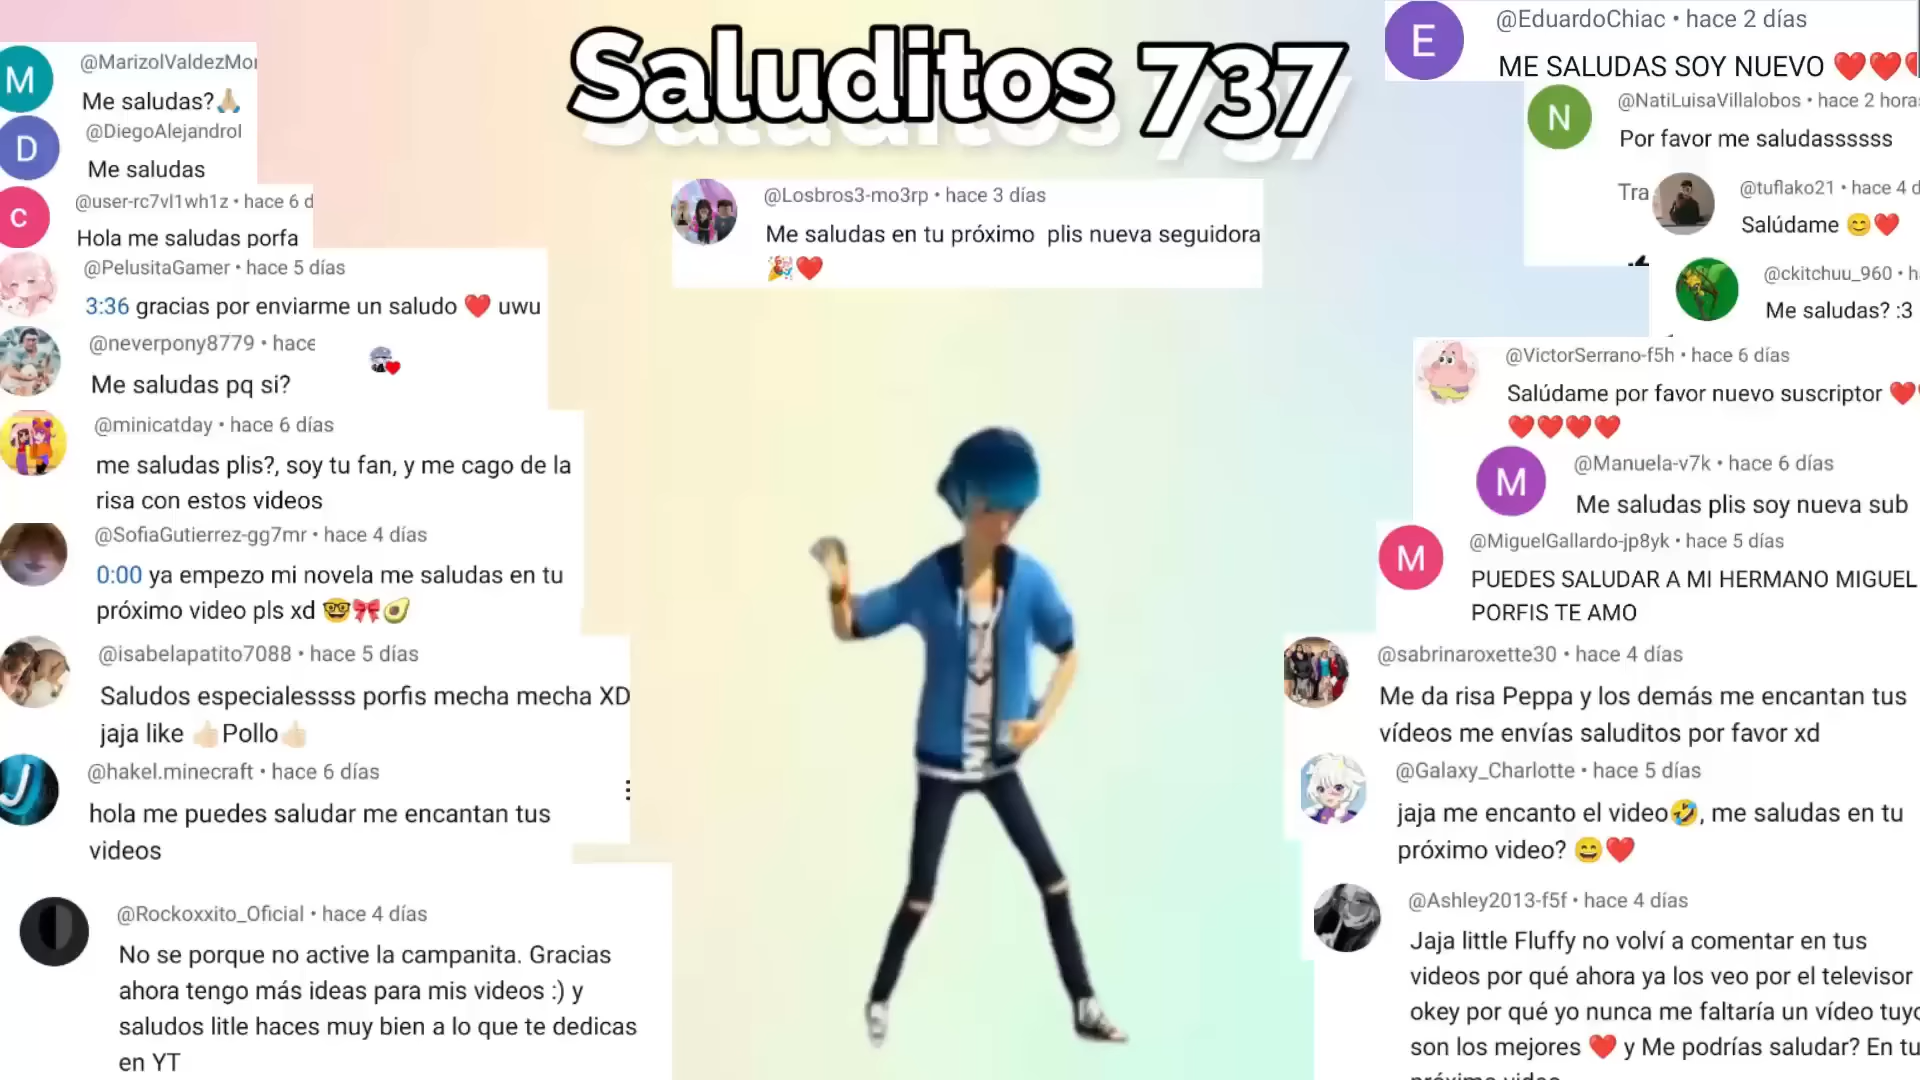 Saluditos 737
@MarizolValdezMo
Me saludas?🙏🏼
@DiegoAlejandro
Me saludas
@user-rc7vl1wh1z • hace 6 d
Hola me saludas porfa
@PelusitaGamer • hace 5 días
3:36 gracias por enviarme un saludo ❤️ uwu
@neverpony8779 • hace
Me saludas pq si?
@minicatday • hace 6 días
me saludas plis?, soy tu fan, y me cago de la
risa con estos videos
@SofiaGutierrez-gg7mr • hace 4 días
0:00 ya empezo mi novela me saludas en tu
próximo video pls xd 🤓🎀🥑
@isabelapatito7088 • hace 5 días
Saludos especialessss porfis mecha mecha XD
jaja like 👍🏻Pollo👍🏻
@hakel.minecraft • hace 6 días
hola me puedes saludar me encantan tus
videos
@Rockoxxito_Oficial • hace 4 días
No se porque no active la campanita. Gracias
ahora tengo más ideas para mis videos :) y
saludos litle haces muy bien a lo que te dedicas
en YT
@Losbros3-mo3rp • hace 3 días
Me saludas en tu próximo plis nueva seguidora
🎉❤️
@EduardoChiac • hace 2 días
ME SALUDAS SOY NUEVO ❤️❤️
@NatiLuisaVillalobos • hace 2 hora
Por favor me saludassssss
Tra
@tuflako21 • hace 4 d
Salúdame 😊❤️
@ckitchuu_960 • h
Me saludas? :3
@VictorSerrano-f5h • hace 6 días
Salúdame por favor nuevo suscriptor ❤️
❤️❤️❤️❤️
@Manuela-v7k • hace 6 días
Me saludas plis soy nueva sub
@MiguelGallardo-jp8yk • hace 5 días
PUEDES SALUDAR A MI HERMANO MIGUEL
PORFIS TE AMO
@sabrinaroxette30 • hace 4 días
Me da risa Peppa y los demás me encantan tus
vídeos me envías saluditos por favor xd
@Galaxy_Charlotte • hace 5 días
jaja me encanto el video🤣, me saludas en tu
próximo video? 😄❤️
@Ashley2013-f5f • hace 4 días
Jaja little Fluffy no volví a comentar en tus
videos por qué ahora ya los veo por el televisor
okey por qué yo nunca me faltaría un vídeo tuyo
son los mejores ❤️ y Me podrías saludar? En tu
próximo video